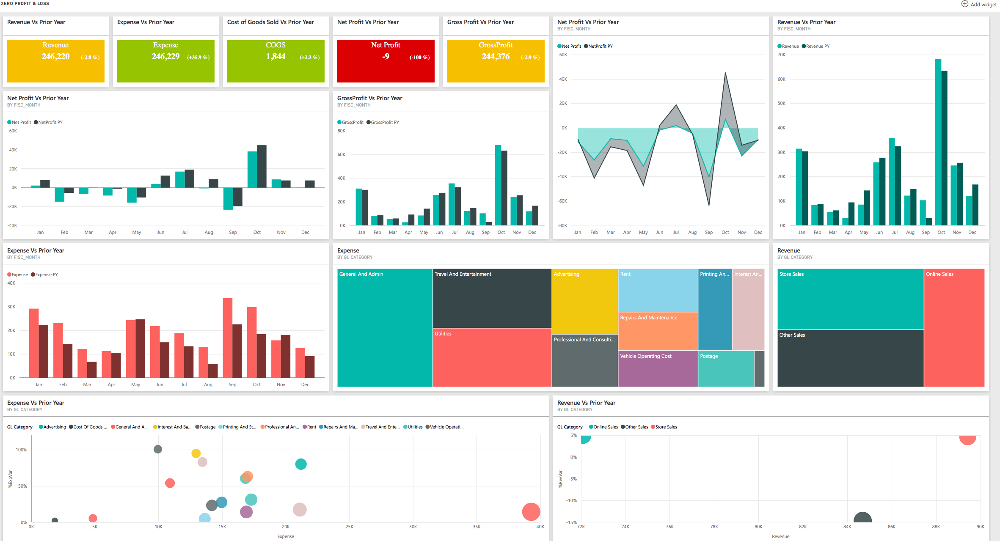 XERO PROFIT & LOSS
Add widget
Revenue Vs Prior Year
Revenue
246,220 (-2.8 %)
Expense Vs Prior Year
Expense
246,229 (+35.9 %)
Cost of Goods Sold Vs Prior Year
COGS
1,844 (+2.3 %)
Net Profit Vs Prior Year
Net Profit
-9 (-100 %)
Gross Profit Vs Prior Year
GrossProfit
244,376 (-2.9 %)
Net Profit Vs Prior Year
BY FISC_MONTH
Net Profit NetProfit PY
60K
40K
20K
0K
-20K
-40K
-60K
-80K
Jan Feb Mar Apr May Jun Jul Aug Sep Oct Nov Dec
Revenue Vs Prior Year
BY FISC_MONTH
Revenue Revenue PY
70K
60K
50K
40K
30K
20K
10K
0K
Jan Feb Mar Apr May Jun Jul Aug Sep Oct Nov Dec
Net Profit Vs Prior Year
BY FISC_MONTH
Net Profit NetProfit PY
60K
40K
20K
0K
-20K
-40K
Jan Feb Mar Apr May Jun Jul Aug Sep Oct Nov Dec
GrossProfit Vs Prior Year
BY FISC_MONTH
GrossProfit GrossProfit PY
80K
60K
40K
20K
0K
Jan Feb Mar Apr May Jun Jul Aug Sep Oct Nov Dec
Expense Vs Prior Year
BY FISC_MONTH
Expense Expense PY
40K
30K
20K
10K
0K
Jan Feb Mar Apr May Jun Jul Aug Sep Oct Nov Dec
Expense
BY GL CATEGORY
General And Admin
Travel And Entertainment
Utilities
Advertising
Professional And Consulti...
Rent
Repairs And Maintenance
Vehicle Operating Cost
Printing An...
Interest An...
Postage
Revenue
BY GL CATEGORY
Store Sales
Other Sales
Online Sales
Expense Vs Prior Year
BY GL CATEGORY
GL Category Advertising Cost Of Goods ... General And A... Interest And Ba... Postage Printing And St... Professional An... Rent Repairs And Ma... Travel And Ente... Utilities Vehicle Operati...
%ExpVar
100%
50%
0%
0K 5K 10K 15K 20K 25K 30K 35K 40K
Expense
Revenue Vs Prior Year
BY GL CATEGORY
GL Category Online Sales Other Sales Store Sales
%RevVar
5%
0%
-5%
-10%
-15%
72K 74K 76K 78K 80K 82K 84K 86K 88K 90K
Revenue